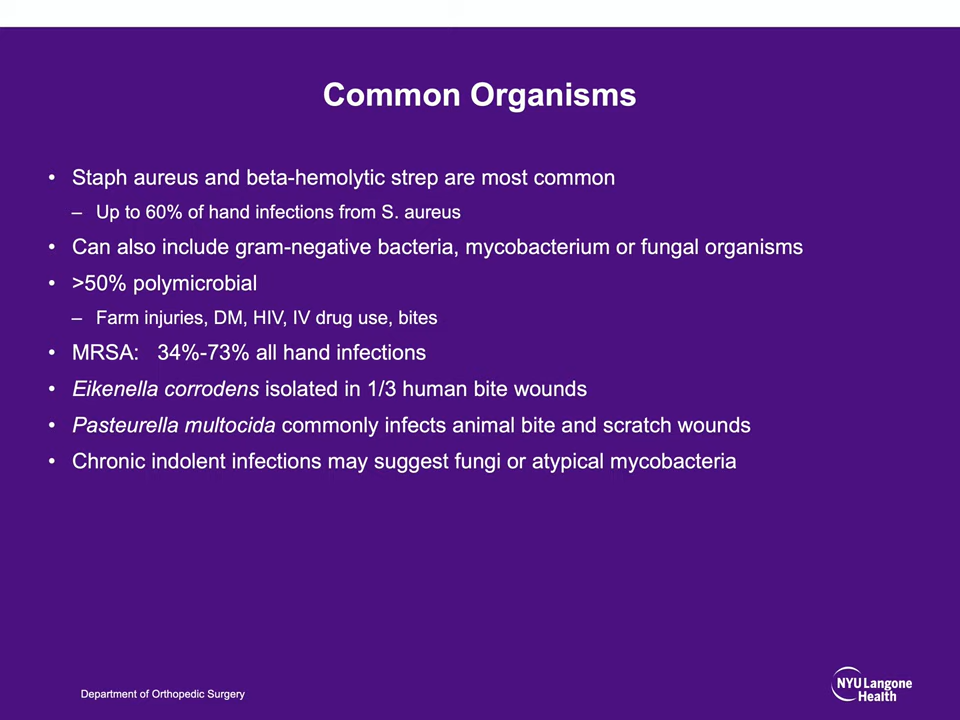 Common Organisms
• Staph aureus and beta-hemolytic strep are most common
– Up to 60% of hand infections from S. aureus
• Can also include gram-negative bacteria, mycobacterium or fungal organisms
• >50% polymicrobial
– Farm injuries, DM, HIV, IV drug use, bites
• MRSA: 34%-73% all hand infections
• Eikenella corrodens isolated in 1/3 human bite wounds
• Pasteurella multocida commonly infects animal bite and scratch wounds
• Chronic indolent infections may suggest fungi or atypical mycobacteria
Department of Orthopedic Surgery
NYU Langone
Health